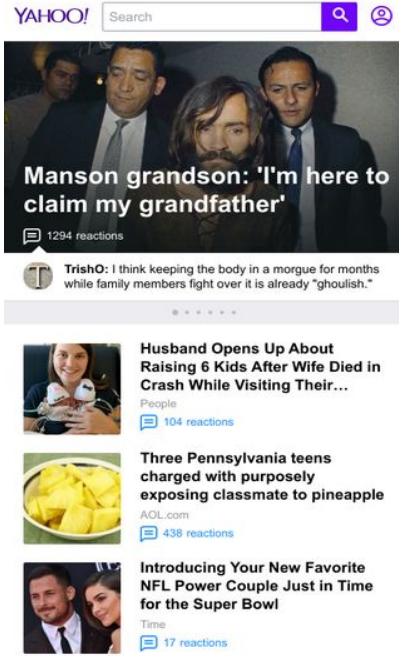 YAHOO!
Search
Manson grandson: 'I'm here to
claim my grandfather'
1294 reactions
T
TrishO: I think keeping the body in a morgue for months
while family members fight over it is already "ghoulish."
Husband Opens Up About
Raising 6 Kids After Wife Died in
Crash While Visiting Their...
People
104 reactions
Three Pennsylvania teens
charged with purposely
exposing classmate to pineapple
AOL.com
438 reactions
Introducing Your New Favorite
NFL Power Couple Just in Time
for the Super Bowl
Time
17 reactions